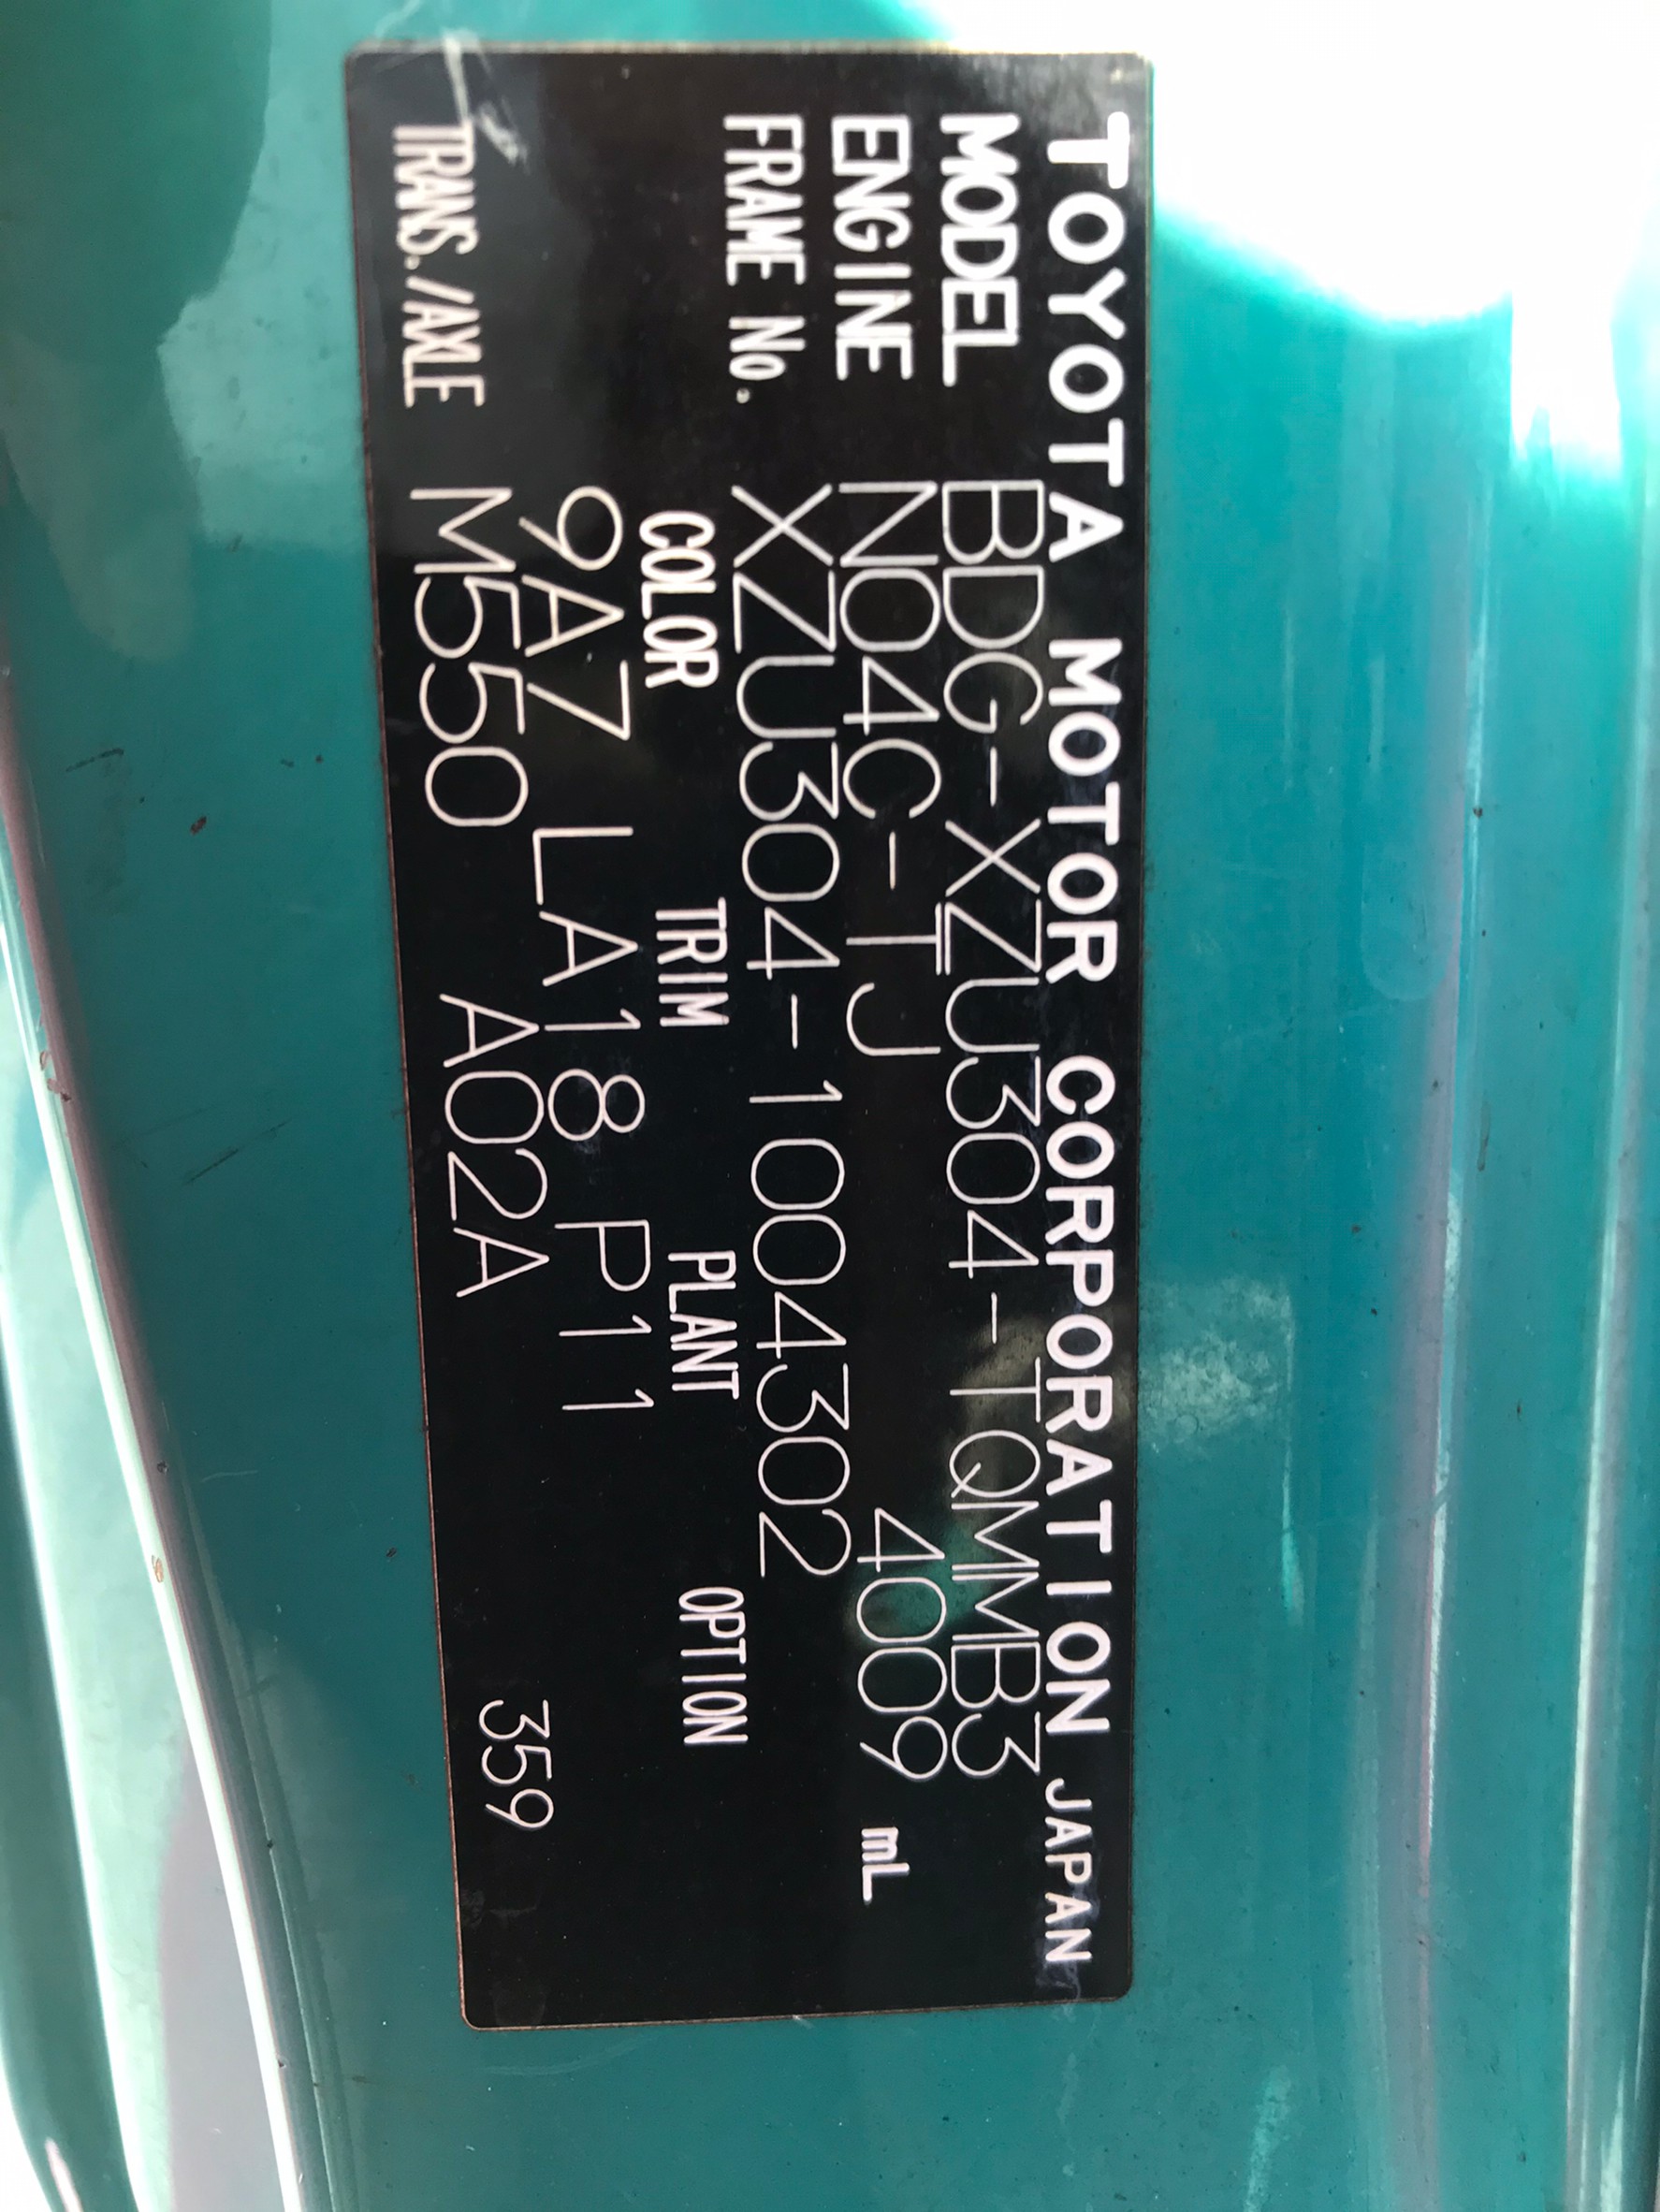 TOYOTA MOTOR CORPORATION JAPAN
MODEL BDG-XZU304-TQMMB3
ENGINE N04C-TJ 4009 mL
FRAME No. XZU304-1004302
COLOR TRIM PLANT OPTION
9A7 LA18 P11
TRANS./AXLE M550 A02A 359